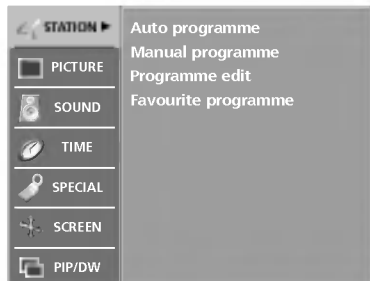 STATION
Auto programme
Manual programme
Programme edit
Favourite programme
PICTURE
SOUND
TIME
SPECIAL
SCREEN
PIP/DW